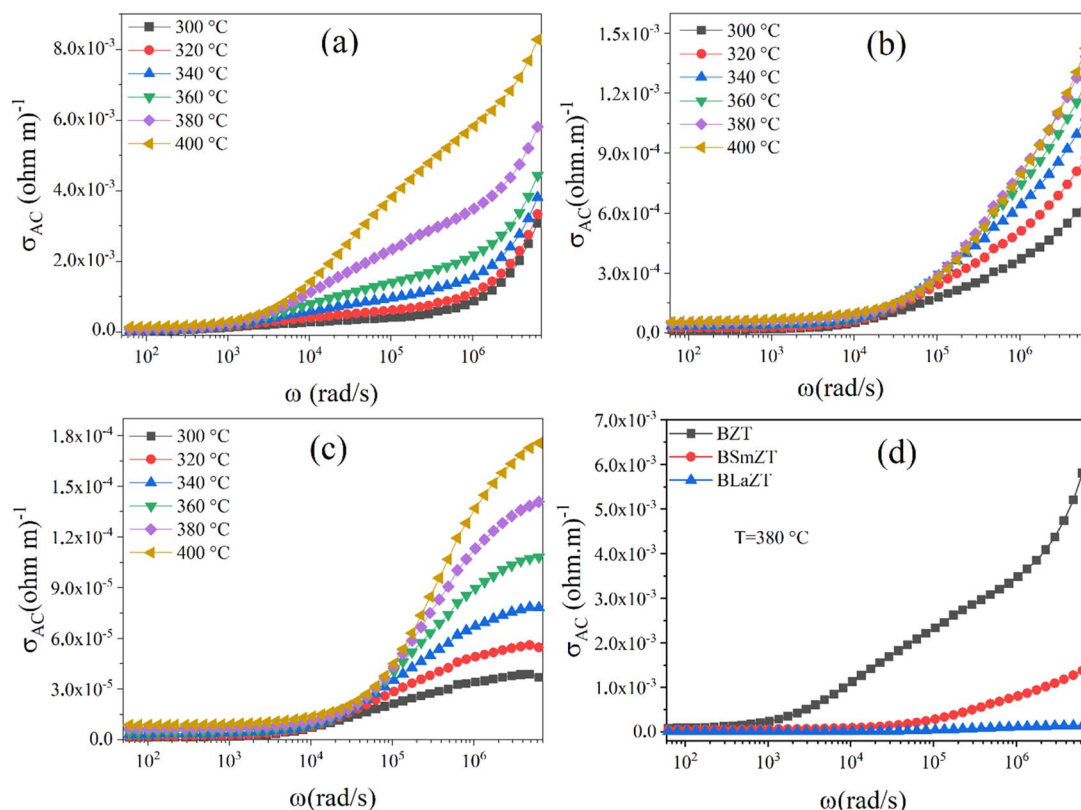 (a)
300 °C
320 °C
340 °C
360 °C
380 °C
400 °C
8.0x10⁻³
6.0x10⁻³
4.0x10⁻³
2.0x10⁻³
0.0
σAC (ohm m)⁻¹
10² 10³ 10⁴ 10⁵ 10⁶
ω (rad/s)
(b)
300 °C
320 °C
340 °C
360 °C
380 °C
400 °C
1.5x10⁻³
1.2x10⁻³
9.0x10⁻⁴
6.0x10⁻⁴
3.0x10⁻⁴
0.0
σAC (ohm.m)⁻¹
10² 10³ 10⁴ 10⁵ 10⁶
ω(rad/s)
(c)
300 °C
320 °C
340 °C
360 °C
380 °C
400 °C
1.8x10⁻⁴
1.5x10⁻⁴
1.2x10⁻⁴
9.0x10⁻⁵
6.0x10⁻⁵
3.0x10⁻⁵
0.0
σAC(ohm m)⁻¹
10² 10³ 10⁴ 10⁵ 10⁶
ω(rad/s)
(d)
BZT
BSmZT
BLaZT
T=380 °C
7.0x10⁻³
6.0x10⁻³
5.0x10⁻³
4.0x10⁻³
3.0x10⁻³
2.0x10⁻³
1.0x10⁻³
0.0
σAC (ohm.m)⁻¹
10² 10³ 10⁴ 10⁵ 10⁶
ω(rad/s)